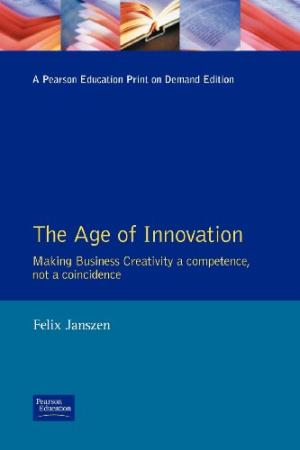 A Pearson Education Print on Demand Edition
The Age of Innovation
Making Business Creativity a competence,
not a coincidence
Felix Janszen
Pearson
Education